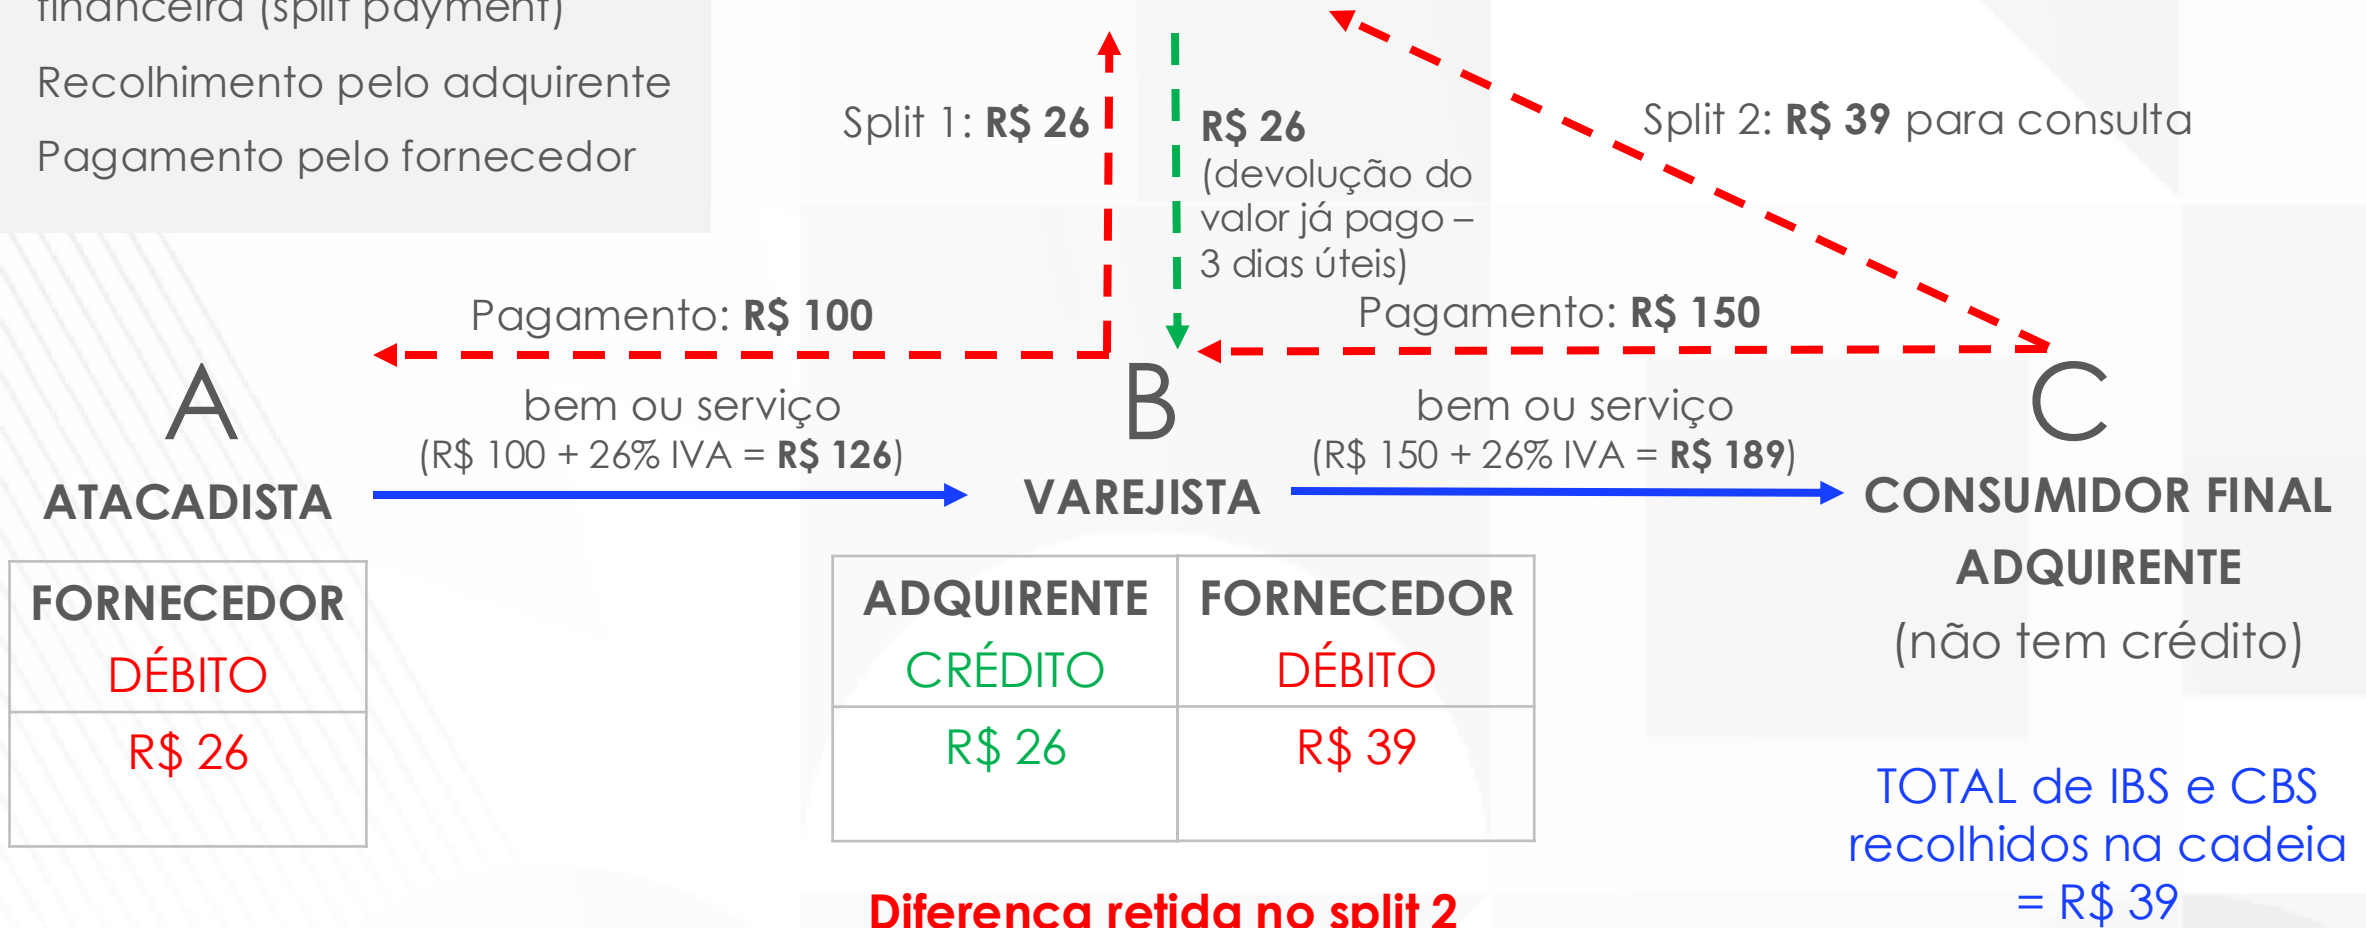 financeira (split payment)
Recolhimento pelo adquirente
Pagamento pelo fornecedor
Split 1: R$ 26
R$ 26
(devolução do
valor já pago –
3 dias úteis)
Split 2: R$ 39 para consulta
Pagamento: R$ 100
Pagamento: R$ 150
A
bem ou serviço
(R$ 100 + 26% IVA = R$ 126)
B
bem ou serviço
(R$ 150 + 26% IVA = R$ 189)
C
ATACADISTA
VAREJISTA
CONSUMIDOR FINAL
ADQUIRENTE
(não tem crédito)
FORNECEDOR
DÉBITO
R$ 26
ADQUIRENTE
CRÉDITO
R$ 26
FORNECEDOR
DÉBITO
R$ 39
TOTAL de IBS e CBS
recolhidos na cadeia
= R$ 39
Diferença retida no split 2